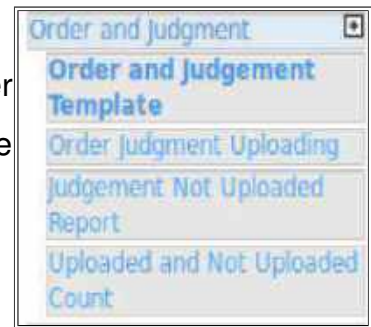 Order and Judgment
Order and Judgement
er
Template
Order Judgment Uploading
e
Judgement Not Uploaded
Report
Uploaded and Not Uploaded
Count